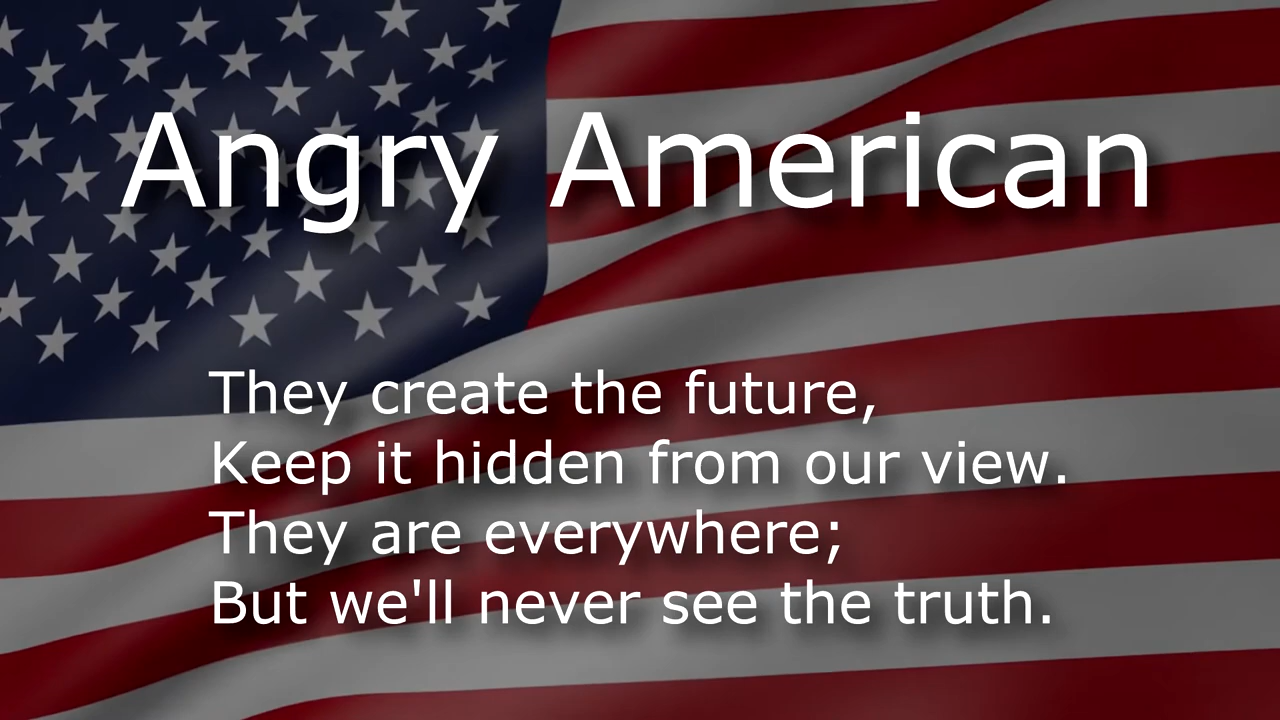 Angry American
They create the future,
Keep it hidden from our view.
They are everywhere;
But we'll never see the truth.